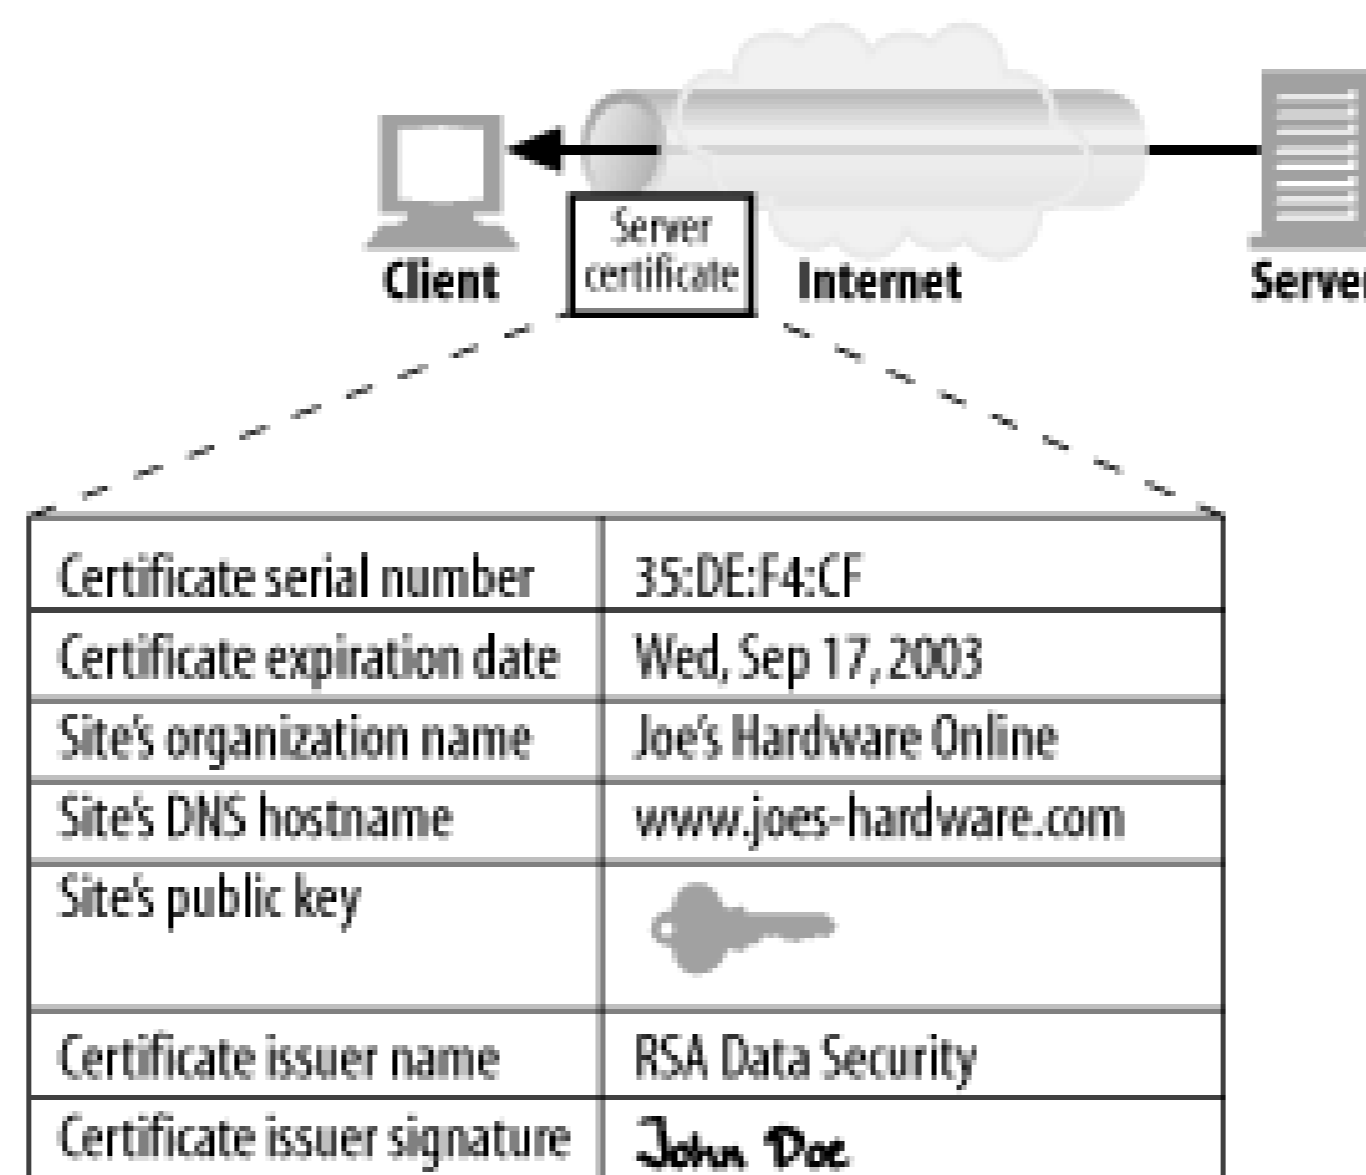 Server
certificate
Client
Internet
Server
Certificate serial number 35:DE:F4:CF
Certificate expiration date Wed, Sep 17, 2003
Site's organization name Joe's Hardware Online
Site's DNS hostname www.joes-hardware.com
Site's public key
Certificate issuer name RSA Data Security
Certificate issuer signature John Doe